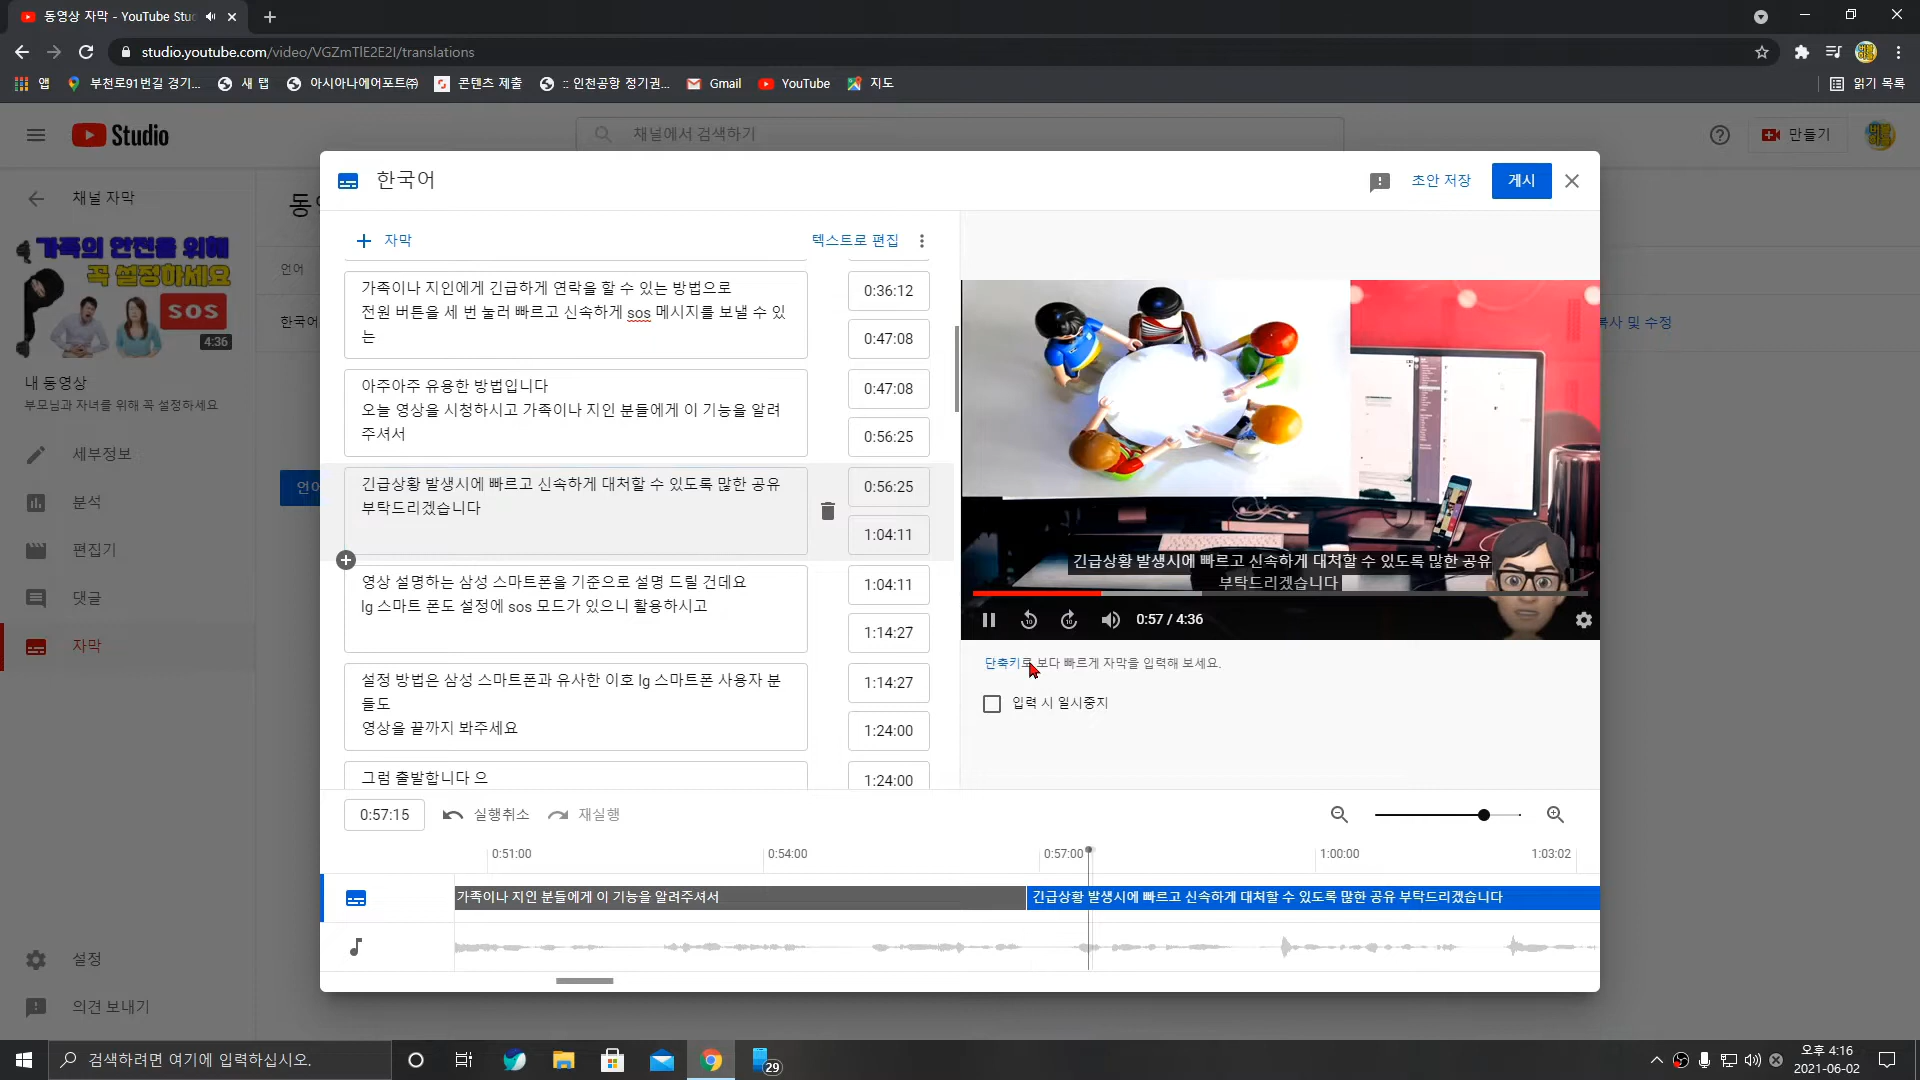 동영상 자막 - YouTube Stu
studio.youtube.com/video/VGZmTlE2E2I/translations
앱
부천로91번길 경기...
새 탭
아시아나에어포트㈜
콘텐츠 제출
:: 인천공항 정기권...
Gmail
YouTube
지도
읽기 목록
Studio
채널에서 검색하기
만들기
채널 자막
가족의 안전을 위해
꼭 설정하세요
SOS
4:36
내 동영상
부모님과 자녀를 위해 꼭 설정하세요
세부정보
분석
편집기
댓글
자막
설정
의견 보내기
언어
한국어
복사 및 수정
한국어
초안 저장
게시
자막
텍스트로 편집
가족이나 지인에게 긴급하게 연락을 할 수 있는 방법으로
전원 버튼을 세 번 눌러 빠르고 신속하게 sos 메시지를 보낼 수 있
는
0:36:12
0:47:08
아주아주 유용한 방법입니다
오늘 영상을 시청하시고 가족이나 지인 분들에게 이 기능을 알려
주셔서
0:47:08
0:56:25
긴급상황 발생시에 빠르고 신속하게 대처할 수 있도록 많한 공유
부탁드리겠습니다
0:56:25
1:04:11
영상 설명하는 삼성 스마트폰을 기준으로 설명 드릴 건데요
lg 스마트 폰도 설정에 sos 모드가 있으니 활용하시고
1:04:11
1:14:27
설정 방법은 삼성 스마트폰과 유사한 이호 lg 스마트폰 사용자 분
들도
영상을 끝까지 봐주세요
1:14:27
1:24:00
그럼 출발합니다 으
1:24:00
긴급상황 발생시에 빠르고 신속하게 대처할 수 있도록 많한 공유
부탁드리겠습니다
0:57 / 4:36
단축키로 보다 빠르게 자막을 입력해 보세요.
입력 시 일시중지
0:57:15
실행취소
재실행
0:51:00
0:54:00
0:57:00
1:00:00
1:03:02
가족이나 지인 분들에게 이 기능을 알려주셔서
긴급상황 발생시에 빠르고 신속하게 대처할 수 있도록 많한 공유 부탁드리겠습니다
검색하려면 여기에 입력하십시오.
29
오후 4:16
2021-06-02